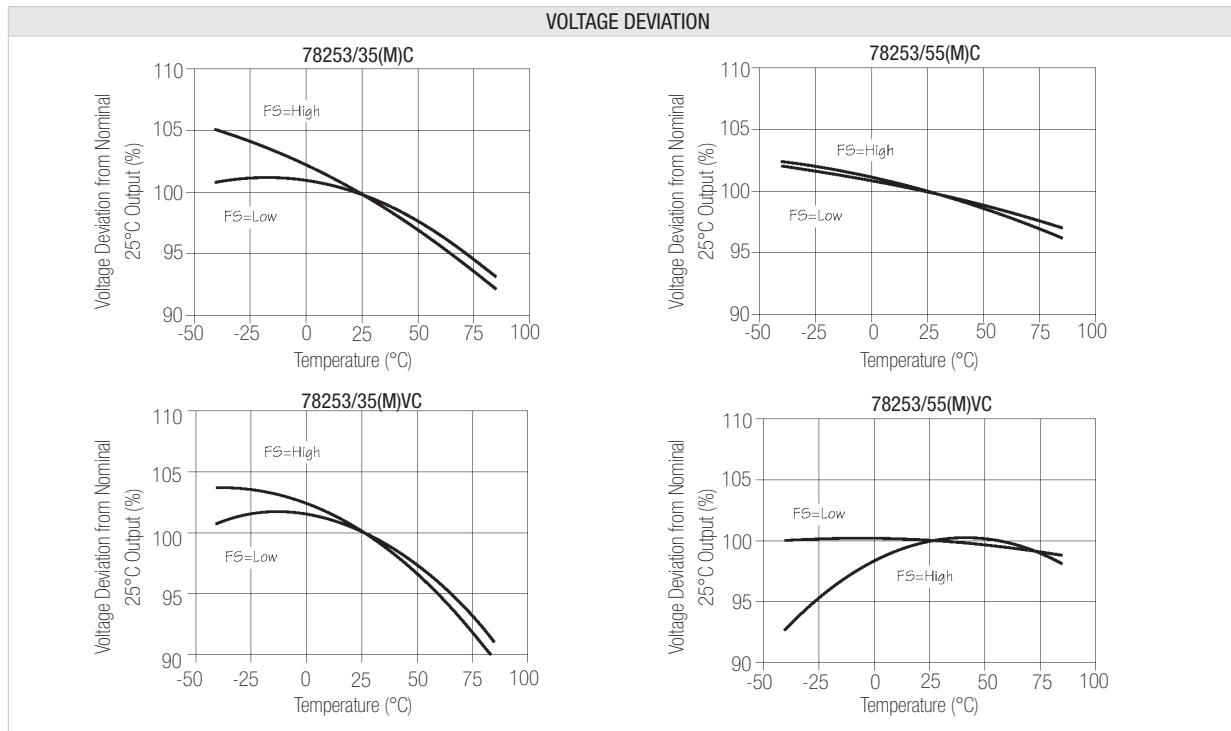 VOLTAGE DEVIATION
78253/35(M)C
Voltage Deviation from Nominal
25°C Output (%)
110
105
100
95
90
FS=High
FS=Low
-50
-25
0
25
50
75
100
Temperature (°C)
78253/55(M)C
Voltage Deviation from Nominal
25°C Output (%)
110
105
100
95
90
FS=High
FS=Low
-50
-25
0
25
50
75
100
Temperature (°C)
78253/35(M)VC
Voltage Deviation from Nominal
25°C Output (%)
110
105
100
95
90
FS=High
FS=Low
-50
-25
0
25
50
75
100
Temperature (°C)
78253/55(M)VC
Voltage Deviation from Nominal
25°C Output (%)
110
105
100
95
90
FS=Low
FS=High
-50
-25
0
25
50
75
100
Temperature (°C)